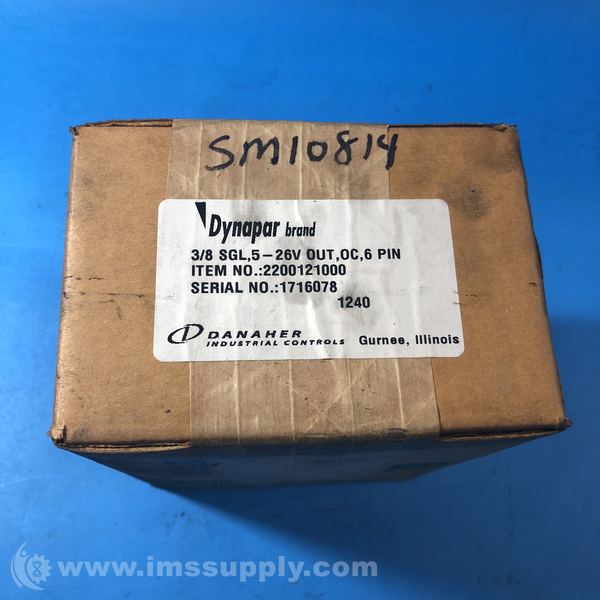 SM10814
Dynapar brand
3/8 SGL,5-26V OUT,OC,6 PIN
ITEM NO.:2200121000
SERIAL NO.:1716078
1240
DANAHER
INDUSTRIAL CONTROLS Gurnee, Illinois
www.imssupply.com